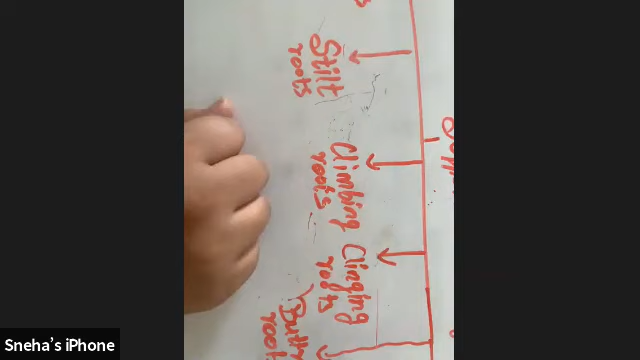 Stilt
roots
Climbing
roots
Clinging
roots
Sneha's iPhone